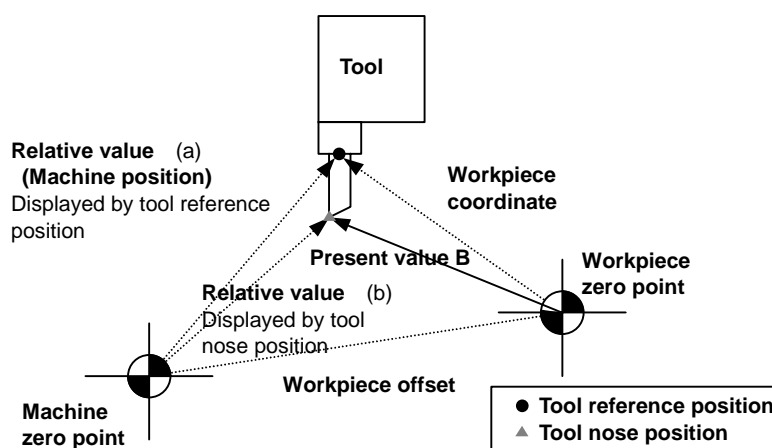 Tool
Relative value (a)
(Machine position)
Displayed by tool reference
position
Workpiece
coordinate
Present value B
Workpiece
zero point
Relative value (b)
Displayed by tool
nose position
Workpiece offset
Machine
zero point
Tool reference position
Tool nose position